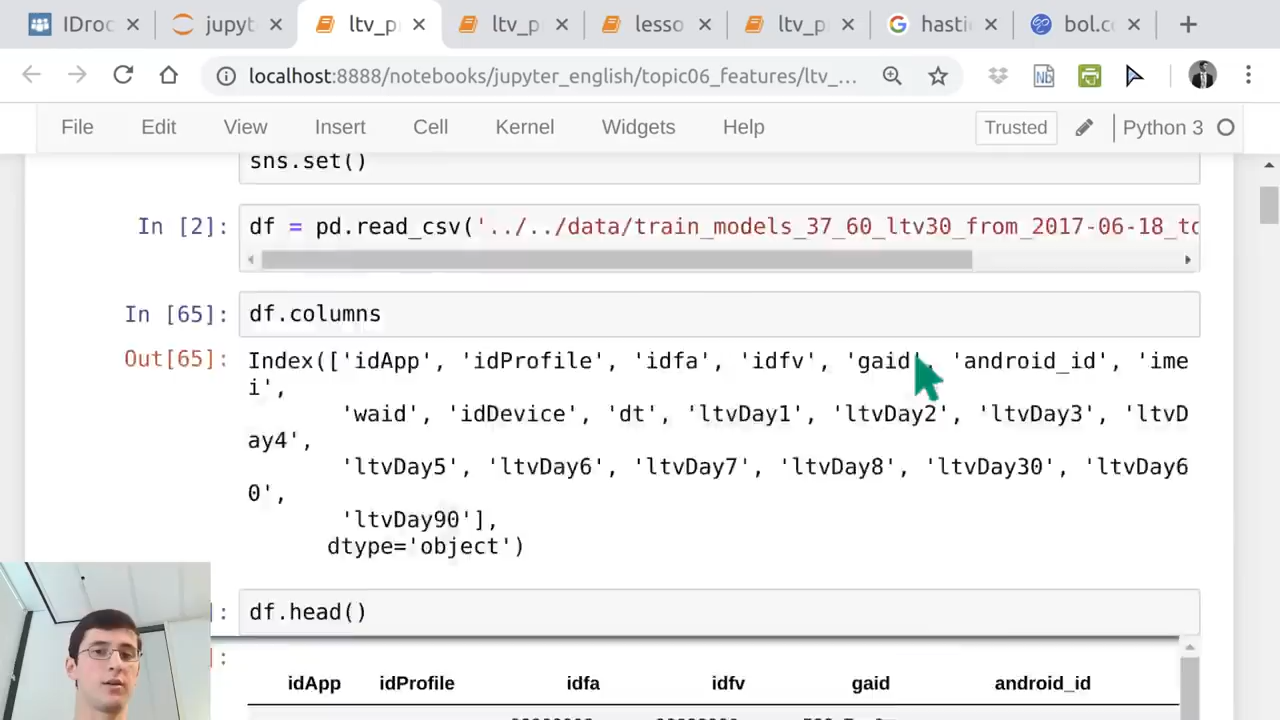 IDroc
jupyt
ltv_p
ltv_p
lesso
ltv_p
hasti
bol.c
localhost:8888/notebooks/jupyter_english/topic06_features/ltv_...
File Edit View Insert Cell Kernel Widgets Help
Trusted
Python 3
sns.set()
In [2]: df = pd.read_csv('../../data/train_models_37_60_ltv30_from_2017-06-18_to
In [65]: df.columns
Out[65]: Index(['idApp', 'idProfile', 'idfa', 'idfv', 'gaid', 'android_id', 'ime
i',
'waid', 'idDevice', 'dt', 'ltvDay1', 'ltvDay2', 'ltvDay3', 'ltvD
ay4',
'ltvDay5', 'ltvDay6', 'ltvDay7', 'ltvDay8', 'ltvDay30', 'ltvDay6
0',
'ltvDay90'],
dtype='object')
]: df.head()
]:
idApp idProfile idfa idfv gaid android_id